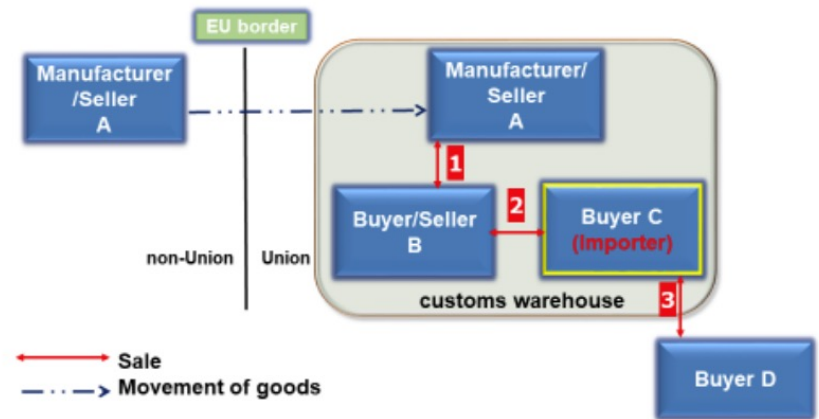 EU border
Manufacturer
/Seller
A
Manufacturer/
Seller
A
1
Buyer/Seller
B
2
Buyer C
(Importer)
non-Union
Union
customs warehouse
3
Sale
Movement of goods
Buyer D